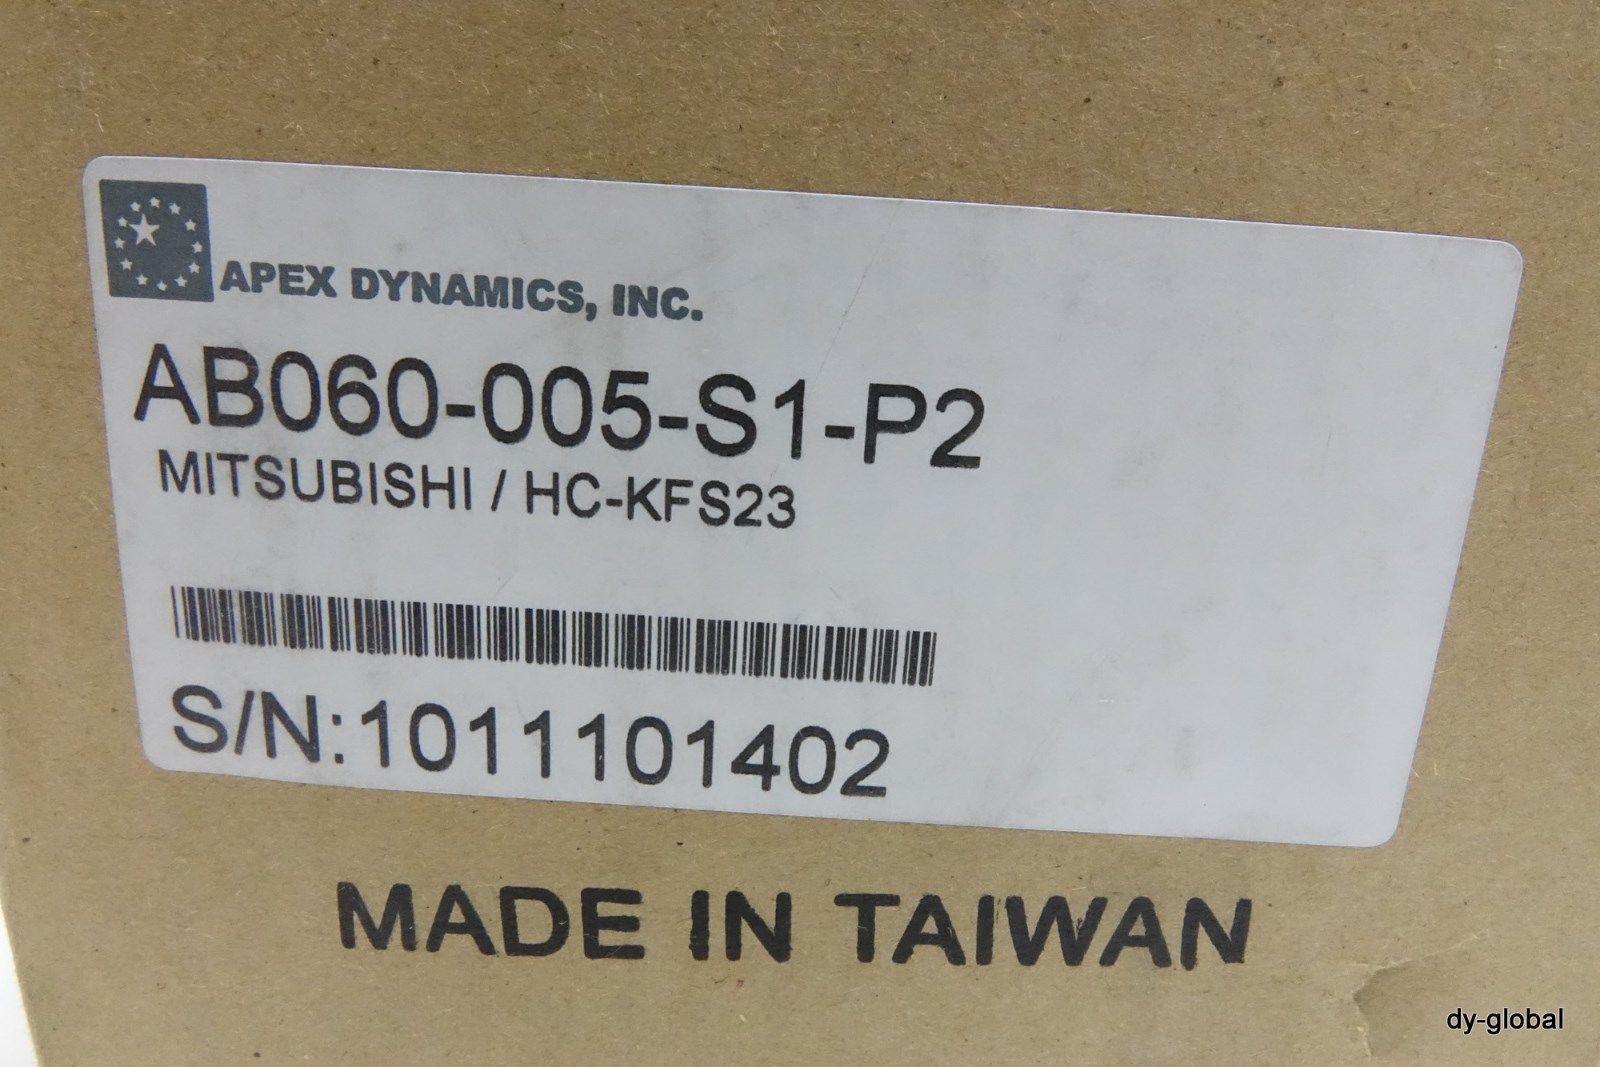 APEX DYNAMICS, INC.
AB060-005-S1-P2
MITSUBISHI / HC-KFS23
S/N:1011101402
MADE IN TAIWAN
dy-global